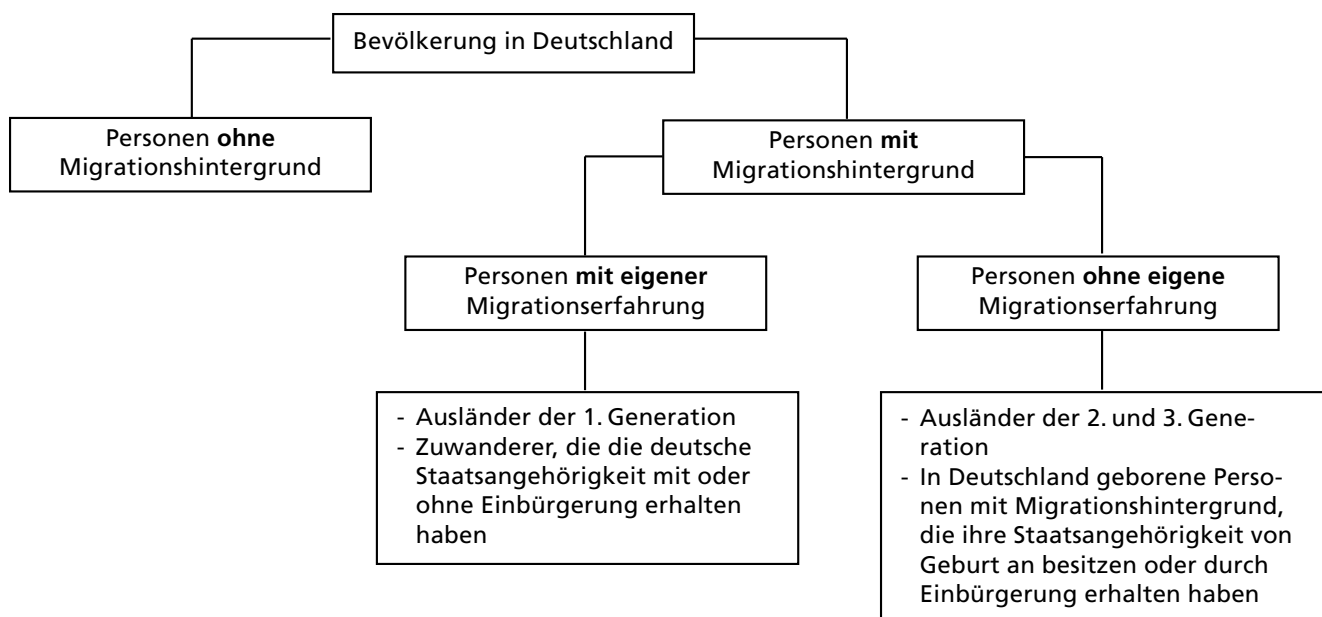 Bevölkerung in Deutschland
Personen ohne
Migrationshintergrund
Personen mit
Migrationshintergrund
Personen mit eigener
Migrationserfahrung
Personen ohne eigene
Migrationserfahrung
- Ausländer der 1. Generation
- Zuwanderer, die die deutsche
Staatsangehörigkeit mit oder
ohne Einbürgerung erhalten
haben
- Ausländer der 2. und 3. Gene-
ration
- In Deutschland geborene Perso-
nen mit Migrationshintergrund,
die ihre Staatsangehörigkeit von
Geburt an besitzen oder durch
Einbürgerung erhalten haben